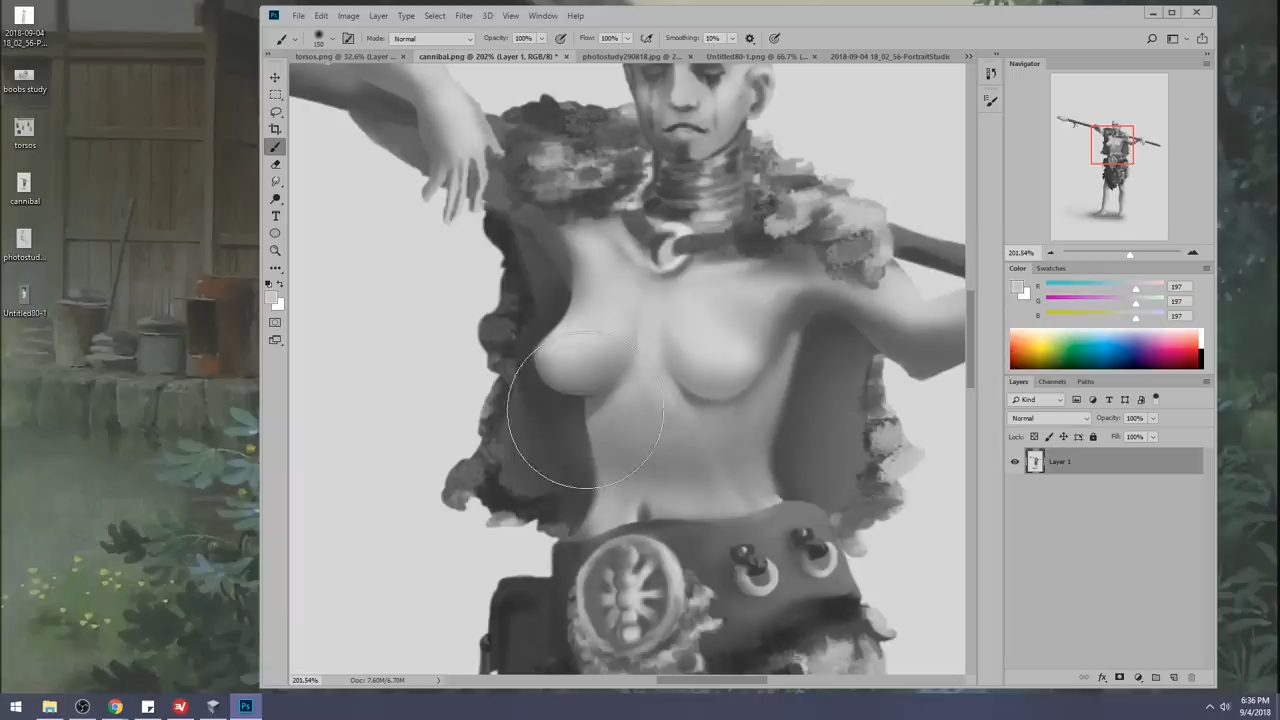 File Edit Image Layer Type Select Filter 3D View Window Help
150 Mode: Normal Opacity: 100% Flow: 100% Smoothing: 10%
torsos.png @ 32.6% (Layer ... × cannibal.png @ 202% (Layer 1, RGB/8) * × photostudy290818.jpg @ 2... × Untitled80-1.png @ 66.7% (... × 2018-09-04 18_02_56-PortraitStudie
2018-09-04
18_02_56-P...
boobs study
torsos
cannibal
photostud...
Untitled80-1
Navigator
201.54%
Color Swatches
R 197
G 197
B 197
Layers Channels Paths
Kind
Normal Opacity: 100%
Lock: Fill: 100%
Layer 1
201.54% Doc: 7.60M/6.70M
Ps
6:36 PM
9/4/2018